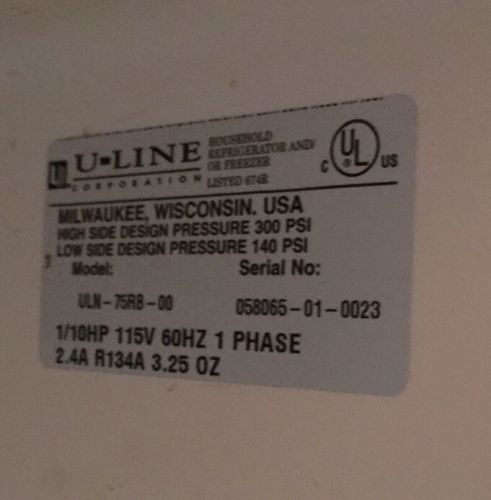 U-LINE
CORPORATION
HOUSEHOLD
REFRIGERATOR AND/
OR FREEZER
LISTED 674R
C UL ® US
MILWAUKEE, WISCONSIN. USA
HIGH SIDE DESIGN PRESSURE 300 PSI
LOW SIDE DESIGN PRESSURE 140 PSI
Model: Serial No:
ULN-75RB-00 058065-01-0023
1/10HP 115V 60HZ 1 PHASE
2.4A R134A 3.25 OZ